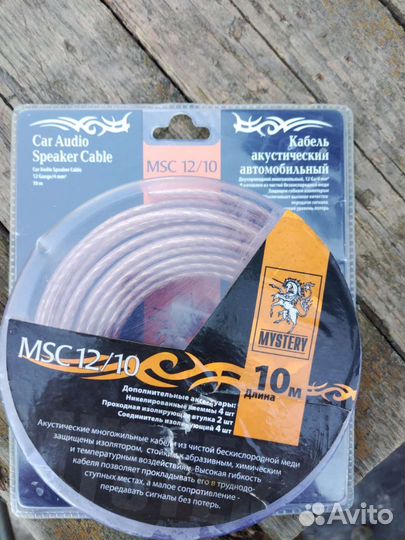 Car Audio
Speaker Cable
Car Audio Speaker Cable
12 Gauge/4 mm²
10 m
MSC 12/10
Кабель
акустический
автомобильный
MYSTERY
MSC 12/10
10м
Длина
Дополнительные аксессуары:
Никелированные клеммы 4 шт
Проходная изолирующая втулка 2 шт
Соединитель изолирующий 4 шт
Акустические многожильные кабели из чистой бескислородной меди
защищены изолятором, стойким к абразивным, химическим
и температурным воздействиям. Высокая гибкость
кабеля позволяет прокладывать его в труднодо-
ступных местах, а малое сопротивление -
передавать сигналы без потерь.
Avito